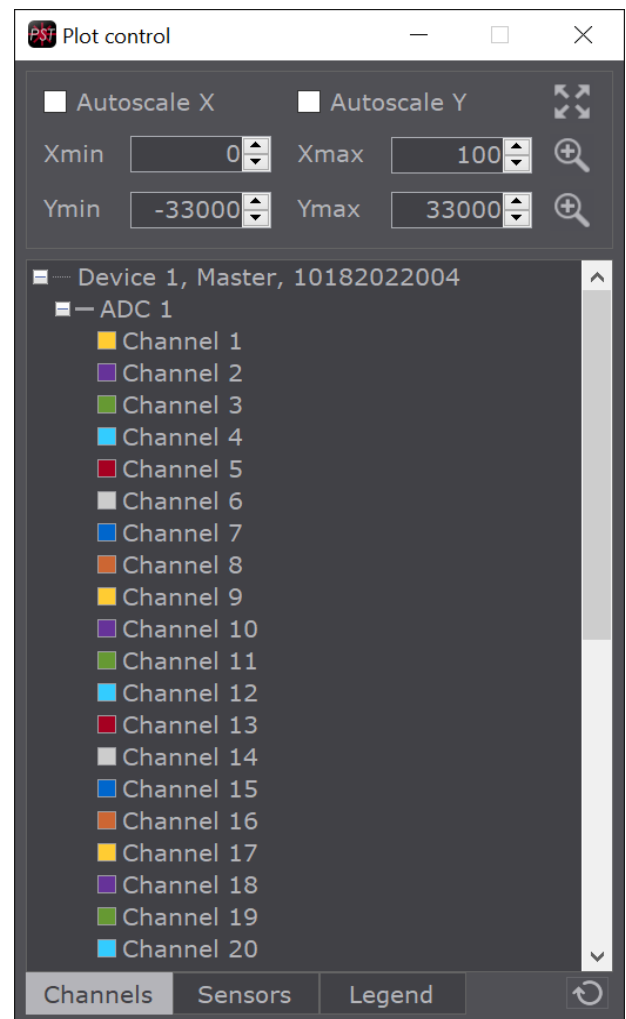 PST Plot control
Autoscale X Autoscale Y
Xmin 0 Xmax 100
Ymin -33000 Ymax 33000
Device 1, Master, 10182022004
ADC 1
Channel 1
Channel 2
Channel 3
Channel 4
Channel 5
Channel 6
Channel 7
Channel 8
Channel 9
Channel 10
Channel 11
Channel 12
Channel 13
Channel 14
Channel 15
Channel 16
Channel 17
Channel 18
Channel 19
Channel 20
Channels Sensors Legend